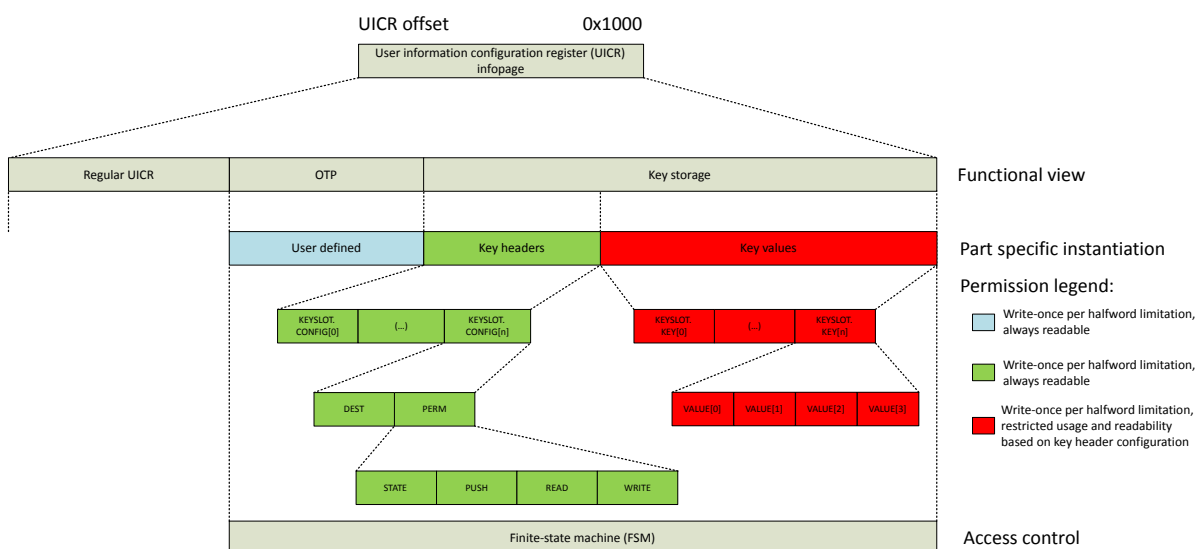 UICR offset 0x1000
User information configuration register (UICR)
infopage
Regular UICR OTP Key storage Functional view
User defined Key headers Key values Part specific instantiation
Permission legend:
KEYSLOT.
CONFIG[0]
(...)
KEYSLOT.
CONFIG[n]
KEYSLOT.
KEY[0]
(...)
KEYSLOT.
KEY[n]
Write-once per halfword limitation,
always readable
Write-once per halfword limitation,
always readable
DEST PERM
VALUE[0] VALUE[1] VALUE[2] VALUE[3]
Write-once per halfword limitation,
restricted usage and readability
based on key header configuration
STATE PUSH READ WRITE
Finite-state machine (FSM) Access control